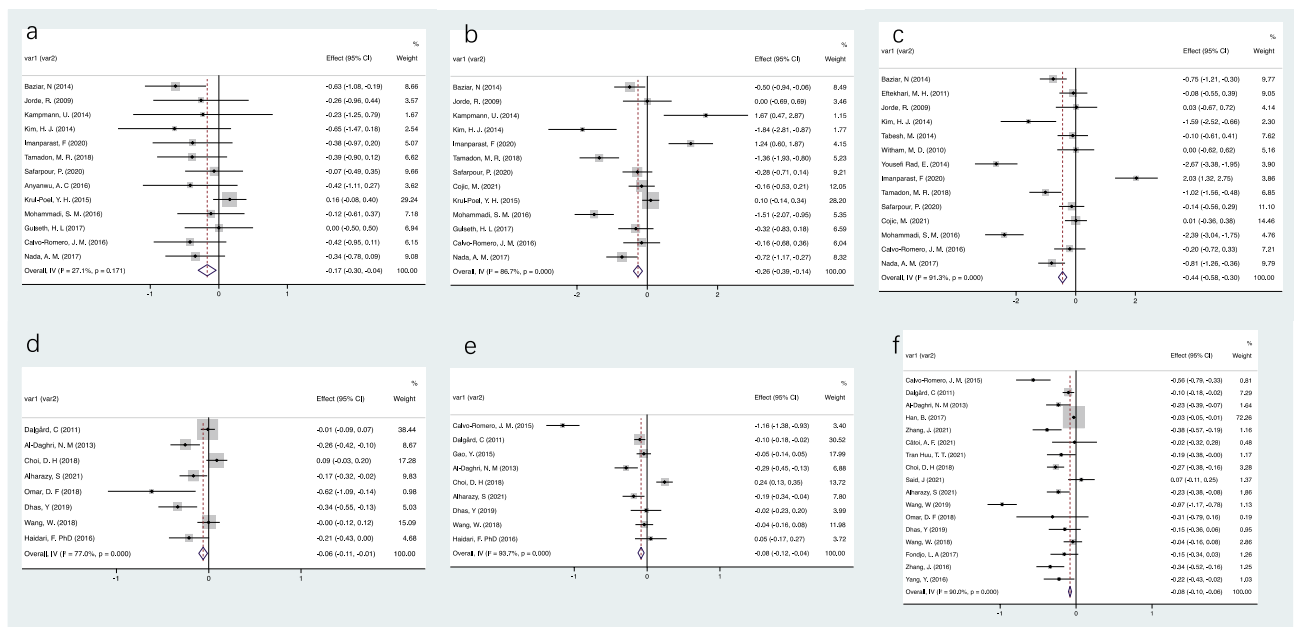 a
%
var1 (var2) Effect (95% CI) Weight
Baziar, N (2014) -0.63 (-1.08, -0.19) 8.66
Jorde, R. (2009) -0.26 (-0.96, 0.44) 3.57
Kampmann, U. (2014) -0.23 (-1.25, 0.79) 1.67
Kim, H. J. (2014) -0.65 (-1.47, 0.18) 2.54
Imanparast, F (2020) -0.38 (-0.97, 0.20) 5.07
Tamadon, M. R. (2018) -0.39 (-0.90, 0.12) 6.62
Safarpour, P. (2020) -0.07 (-0.49, 0.35) 9.66
Anyanwu, A. C (2016) -0.42 (-1.11, 0.27) 3.62
Krul-Poel, Y. H. (2015) 0.16 (-0.08, 0.40) 29.24
Mohammadi, S. M. (2016) -0.12 (-0.61, 0.37) 7.18
Gulseth, H. L (2017) 0.00 (-0.50, 0.50) 6.94
Calvo-Romero, J. M. (2016) -0.42 (-0.95, 0.11) 6.15
Nada, A. M. (2017) -0.34 (-0.78, 0.09) 9.08
Overall, IV (I² = 27.1%, p = 0.171) -0.17 (-0.30, -0.04) 100.00
-1 0 1
b
%
var1 (var2) Effect (95% CI) Weight
Baziar, N (2014) -0.50 (-0.94, -0.06) 8.49
Jorde, R. (2009) 0.00 (-0.69, 0.69) 3.46
Kampmann, U. (2014) 1.67 (0.47, 2.87) 1.15
Kim, H. J. (2014) -1.84 (-2.81, -0.87) 1.77
Imanparast, F (2020) 1.24 (0.60, 1.87) 4.15
Tamadon, M. R. (2018) -1.36 (-1.93, -0.80) 5.23
Safarpour, P. (2020) -0.28 (-0.71, 0.14) 9.21
Cojic, M. (2021) -0.16 (-0.53, 0.21) 12.05
Krul-Poel, Y. H. (2015) 0.10 (-0.14, 0.34) 28.20
Mohammadi, S. M. (2016) -1.51 (-2.07, -0.95) 5.35
Gulseth, H. L (2017) -0.32 (-0.83, 0.18) 6.59
Calvo-Romero, J. M. (2016) -0.16 (-0.68, 0.36) 6.04
Nada, A. M. (2017) -0.72 (-1.17, -0.27) 8.32
Overall, IV (I² = 86.7%, p = 0.000) -0.26 (-0.39, -0.14) 100.00
-2 0 2
c
%
var1 (var2) Effect (95% CI) Weight
Baziar, N (2014) -0.75 (-1.21, -0.30) 9.77
Eftekhari, M. H. (2011) -0.08 (-0.55, 0.39) 9.05
Jorde, R. (2009) 0.03 (-0.67, 0.72) 4.14
Kim, H. J. (2014) -1.59 (-2.52, -0.66) 2.30
Tabesh, M. (2014) -0.10 (-0.61, 0.41) 7.62
Witham, M, D (2010) 0.00 (-0.62, 0.62) 5.16
Yousefi Rad, E. (2014) -2.67 (-3.38, -1.95) 3.90
Imanparast, F (2020) 2.03 (1.32, 2.75) 3.86
Tamadon, M. R. (2018) -1.02 (-1.56, -0.48) 6.85
Safarpour, P. (2020) -0.14 (-0.56, 0.29) 11.10
Cojic, M. (2021) 0.01 (-0.36, 0.38) 14.46
Mohammadi, S, M. (2016) -2.39 (-3.04, -1.75) 4.76
Calvo-Romero, J. M. (2016) -0.20 (-0.72, 0.33) 7.21
Nada, A. M. (2017) -0.81 (-1.26, -0.36) 9.79
Overall, IV (I² = 91.3%, p = 0.000) -0.44 (-0.58, -0.30) 100.00
-2 0 2
d
%
var1 (var2) Effect (95% CI) Weight
Dalgård, C (2011) -0.01 (-0.09, 0.07) 38.44
Al-Daghri, N. M (2013) -0.26 (-0.42, -0.10) 8.67
Choi, D. H (2018) 0.09 (-0.03, 0.20) 17.28
Alharazy, S (2021) -0.17 (-0.32, -0.02) 9.83
Omar, D. F (2018) -0.62 (-1.09, -0.14) 0.98
Dhas, Y (2019) -0.34 (-0.55, -0.13) 5.03
Wang, W. (2018) -0.00 (-0.12, 0.12) 15.09
Haidari, F. PhD (2016) -0.21 (-0.43, 0.00) 4.68
Overall, IV (I² = 77.0%, p = 0.000) -0.06 (-0.11, -0.01) 100.00
-1 0 1
e
%
var1 (var2) Effect (95% CI) Weight
Calvo-Romero, J. M. (2015) -1.16 (-1.38, -0.93) 3.40
Dalgård, C (2011) -0.10 (-0.18, -0.02) 30.52
Gao, Y. (2015) -0.05 (-0.14, 0.05) 17.99
Al-Daghri, N. M (2013) -0.29 (-0.45, -0.13) 6.88
Choi, D. H (2018) 0.24 (0.13, 0.35) 13.72
Alharazy, S (2021) -0.19 (-0.34, -0.04) 7.80
Dhas, Y (2019) -0.02 (-0.23, 0.20) 3.99
Wang, W. (2018) -0.04 (-0.16, 0.08) 11.98
Haidari, F. PhD (2016) 0.05 (-0.17, 0.27) 3.72
Overall, IV (I² = 93.7%, p = 0.000) -0.08 (-0.12, -0.04) 100.00
-1 0 1
f
%
var1 (var2) Effect (95% CI) Weight
Calvo-Romero, J. M. (2015) -0.56 (-0.79, -0.33) 0.81
Dalgård, C (2011) -0.10 (-0.18, -0.02) 7.29
Al-Daghri, N. M (2013) -0.23 (-0.39, -0.07) 1.64
Han, B. (2017) -0.03 (-0.05, -0.01) 72.26
Zhang, J. (2021) -0.38 (-0.57, -0.19) 1.16
Cătoi, A. F. (2021) -0.02 (-0.32, 0.28) 0.48
Tran Huu, T. T. (2021) -0.19 (-0.38, -0.00) 1.17
Choi, D. H (2018) -0.27 (-0.38, -0.16) 3.28
Said, J (2021) 0.07 (-0.11, 0.25) 1.37
Alharazy, S (2021) -0.23 (-0.38, -0.08) 1.86
Wang, W (2019) -0.97 (-1.17, -0.78) 1.13
Omar, D. F (2018) -0.31 (-0.79, 0.16) 0.19
Dhas, Y (2019) -0.15 (-0.36, 0.06) 0.95
Wang, W. (2018) -0.04 (-0.16, 0.08) 2.86
Fondjo, L, A (2017) -0.15 (-0.34, 0.03) 1.26
Zhang, J. (2016) -0.34 (-0.52, -0.16) 1.25
Yang, Y. (2016) -0.22 (-0.43, -0.02) 1.03
Overall, IV (I² = 90.0%, p = 0.000) -0.08 (-0.10, -0.06) 100.00
-1 0 1